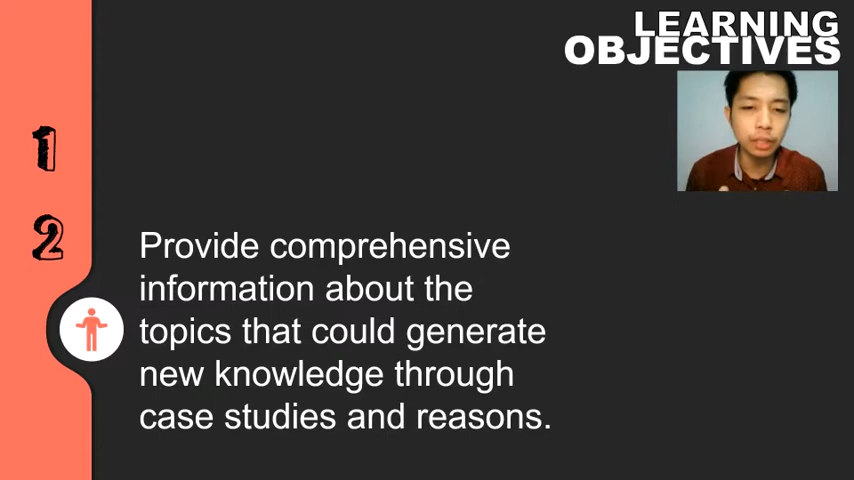 LEARNING
OBJECTIVES
1
2
Provide comprehensive
information about the
topics that could generate
new knowledge through
case studies and reasons.